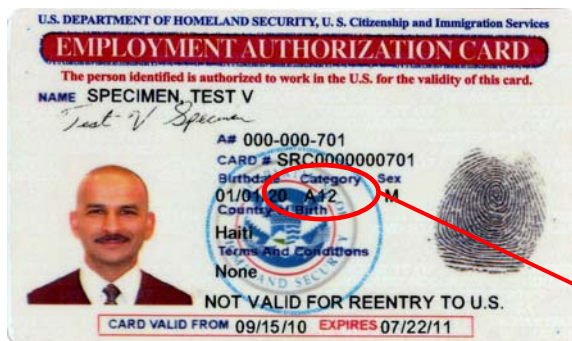 U.S. DEPARTMENT OF HOMELAND SECURITY, U. S. Citizenship and Immigration Services
EMPLOYMENT AUTHORIZATION CARD
The person identified is authorized to work in the U.S. for the validity of this card.
NAME SPECIMEN, TEST V
Test V Specimen
A# 000-000-701
CARD # SRC0000000701
Birthdate Category Sex
01/01/20 A12 M
Country of Birth
Haiti
Terms And Conditions
None
NOT VALID FOR REENTRY TO U.S.
CARD VALID FROM 09/15/10 EXPIRES 07/22/11